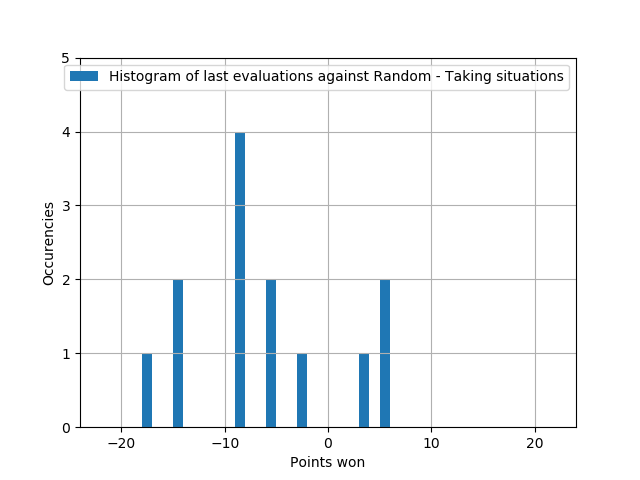 Histogram of last evaluations against Random - Taking situations
5
4
3
2
1
0
Occurencies
−20 −10 0 10 20
Points won